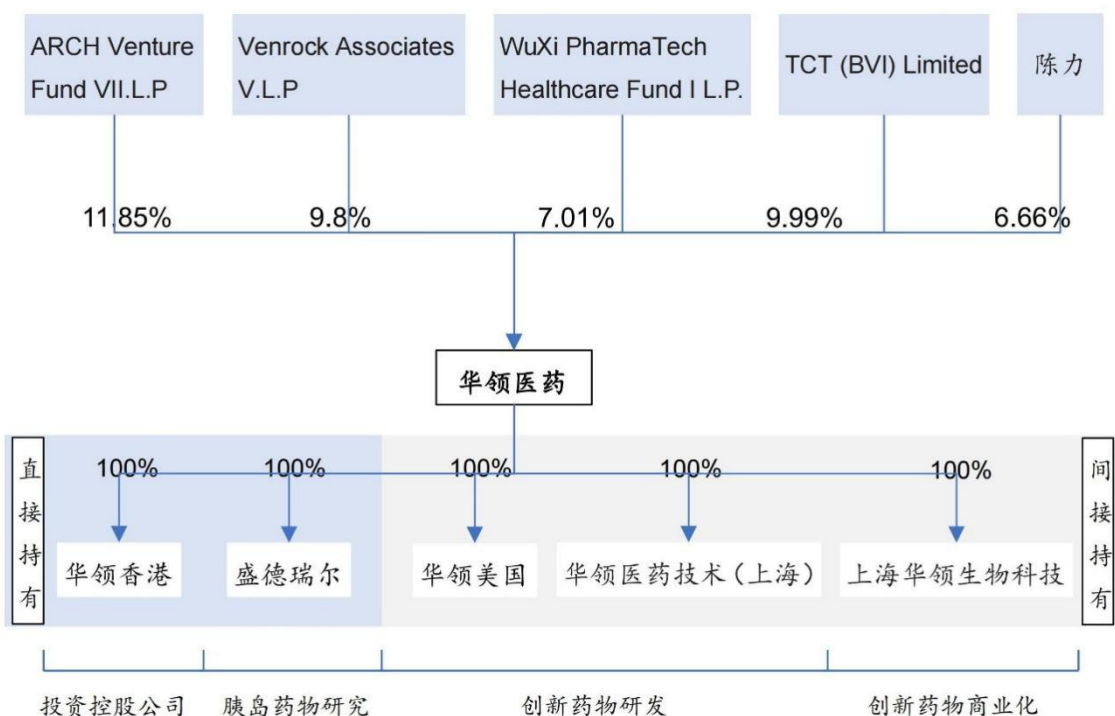 ARCH Venture
Fund VII.L.P
Venrock Associates
V.L.P
WuXi PharmaTech
Healthcare Fund I L.P.
TCT (BVI) Limited
陈力
11.85%
9.8%
7.01%
9.99%
6.66%
华领医药
直接持有
100%
100%
100%
100%
100%
间接持有
华领香港
盛德瑞尔
华领美国
华领医药技术（上海）
上海华领生物科技
投资控股公司
胰岛药物研究
创新药物研发
创新药物商业化